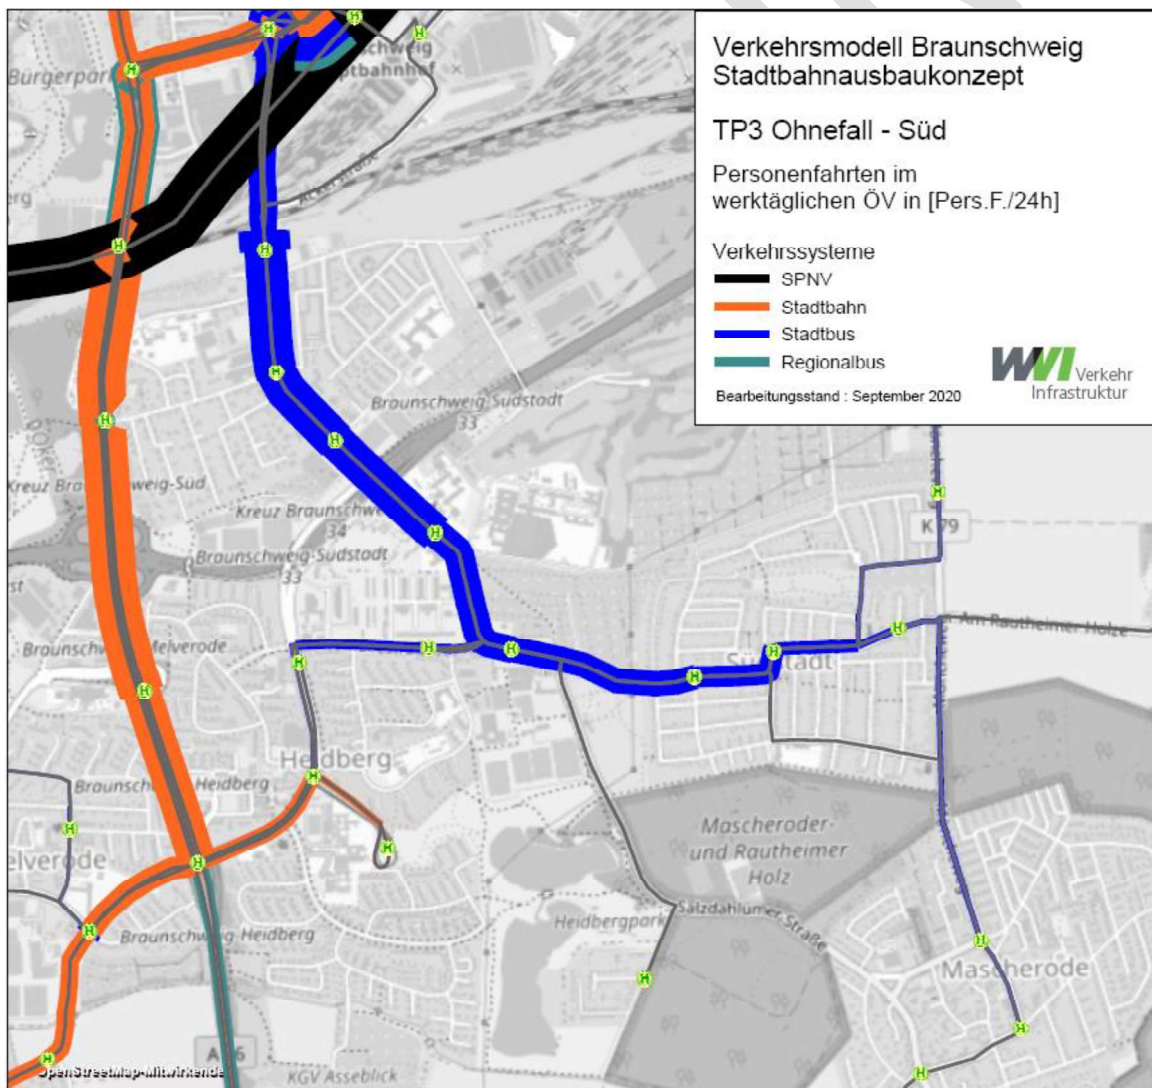 Verkehrsmodell Braunschweig
Stadtbahnausbaukonzept
TP3 Ohnefall - Süd
Personenfahrten im
werktäglichen ÖV in [Pers.F./24h]
Verkehrssysteme
SPNV
Stadtbahn
Stadtbus
Regionalbus
Bearbeitungsstand : September 2020
WVI Verkehr
Infrastruktur
Bürgerpark
Ackerstraße
Braunschweig-Südstadt
33
Kreuz
Braunschweig-Südstadt
33
34
K 79
Am Rautheimer Holze
Südstadt
Heidberg
Mascheroder-
und Rautheimer
Holz
Heidbergpark
Salzdahlumer Straße
Braunschweig-Heidberg
Mascherode
KGV Asseblick
OpenStreetMap-Mitwirkende